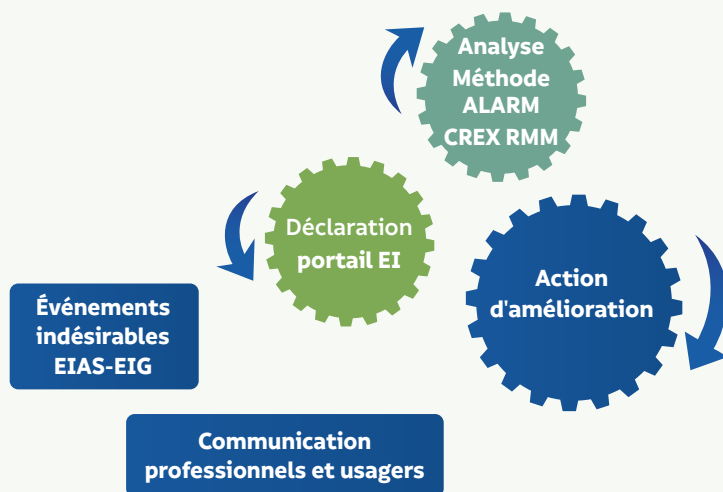 Analyse
Méthode
ALARM
CREX RMM
Déclaration
portail EI
Action
d'amélioration
Événements
indésirables
EIAS-EIG
Communication
professionnels et usagers